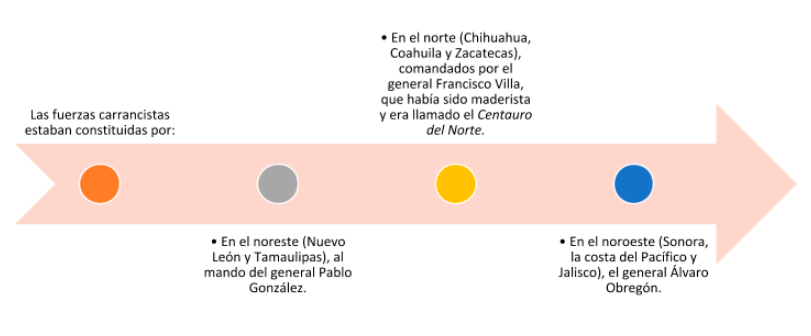 Las fuerzas carrancistas
estaban constituidas por:
• En el noreste (Nuevo
León y Tamaulipas), al
mando del general Pablo
González.
• En el norte (Chihuahua,
Coahuila y Zacatecas),
comandados por el
general Francisco Villa,
que había sido maderista
y era llamado el Centauro
del Norte.
• En el noroeste (Sonora,
la costa del Pacífico y
Jalisco), el general Álvaro
Obregón.